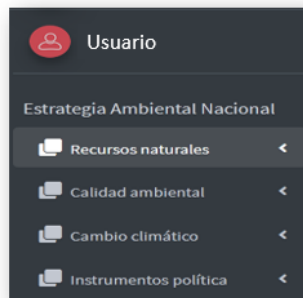 Usuario
Estrategia Ambiental Nacional
Recursos naturales
Calidad ambiental
Cambio climático
Instrumentos política